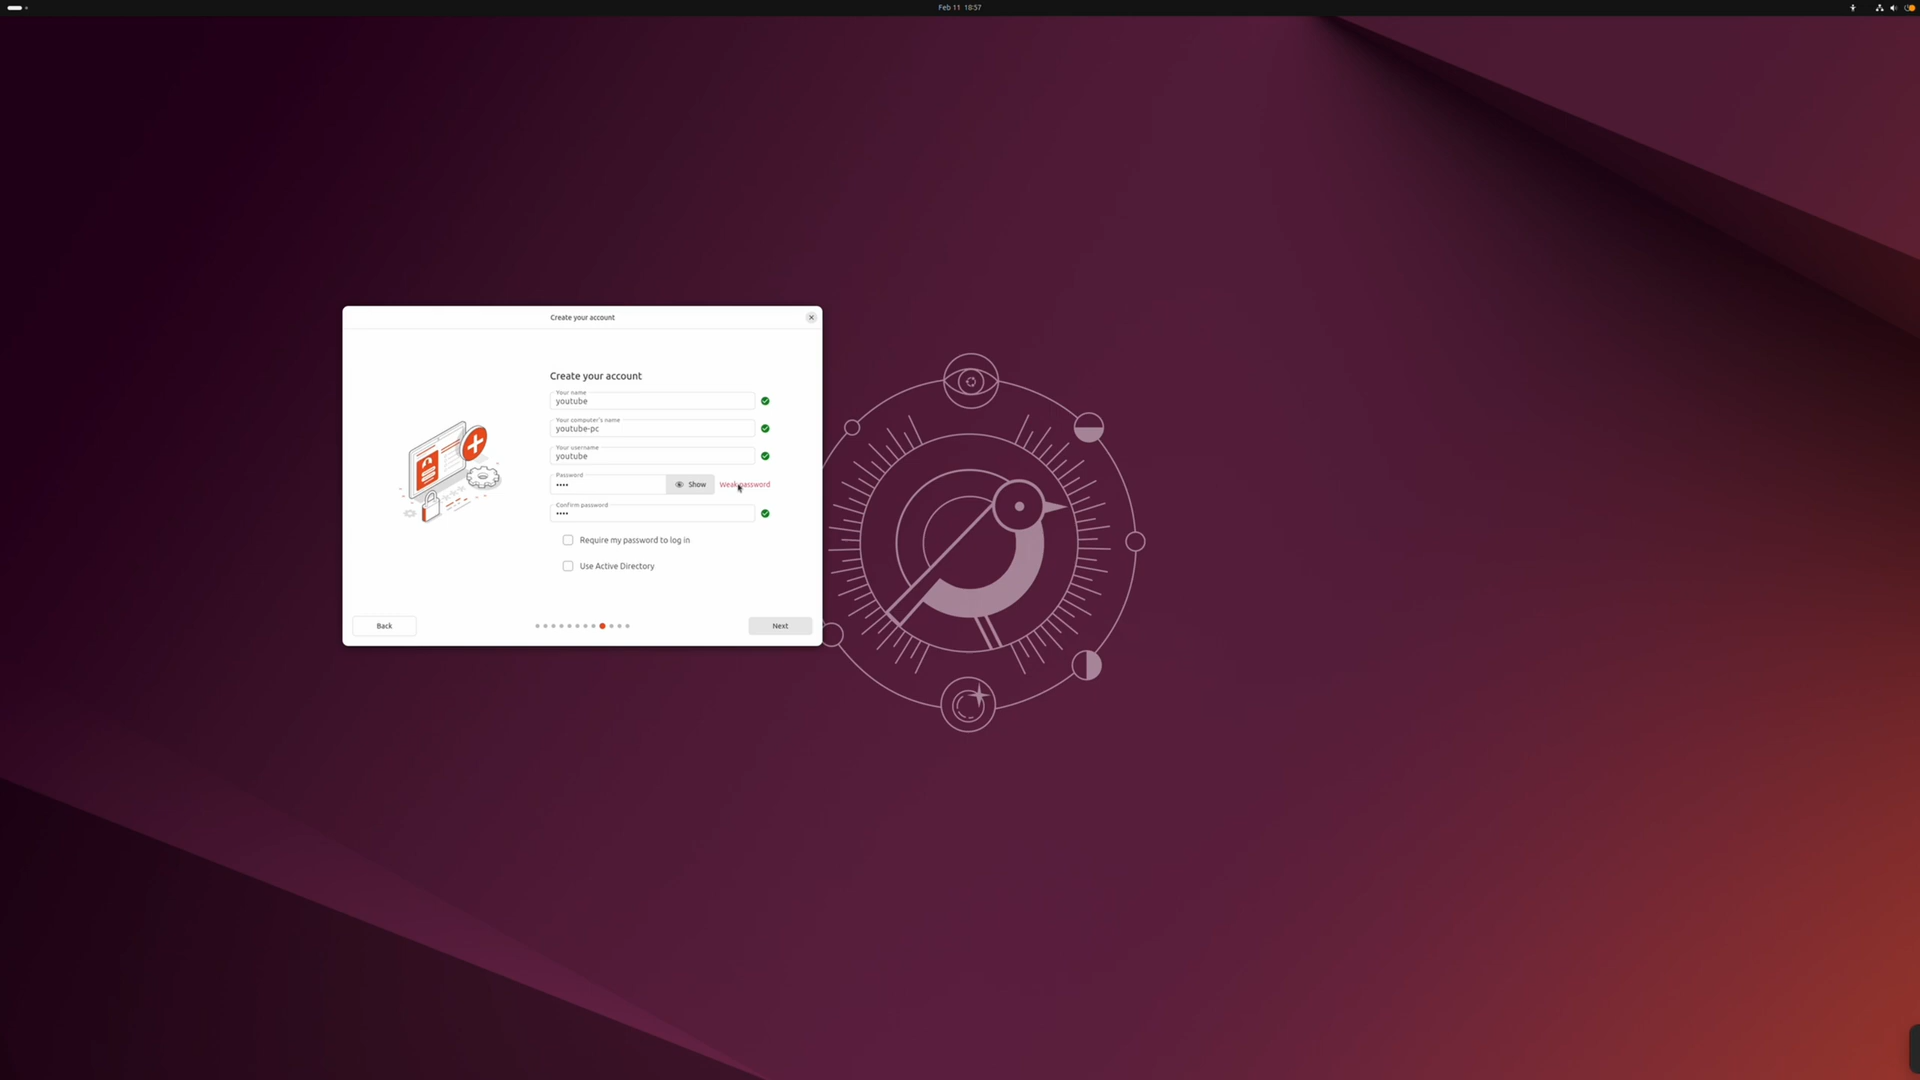 Feb 11 18:57
Create your account
Create your account
Your name
youtube
Your computer's name
youtube-pc
Your username
youtube
Password
•••• Show Weak password
Confirm password
••••
Require my password to log in
Use Active Directory
Back Next